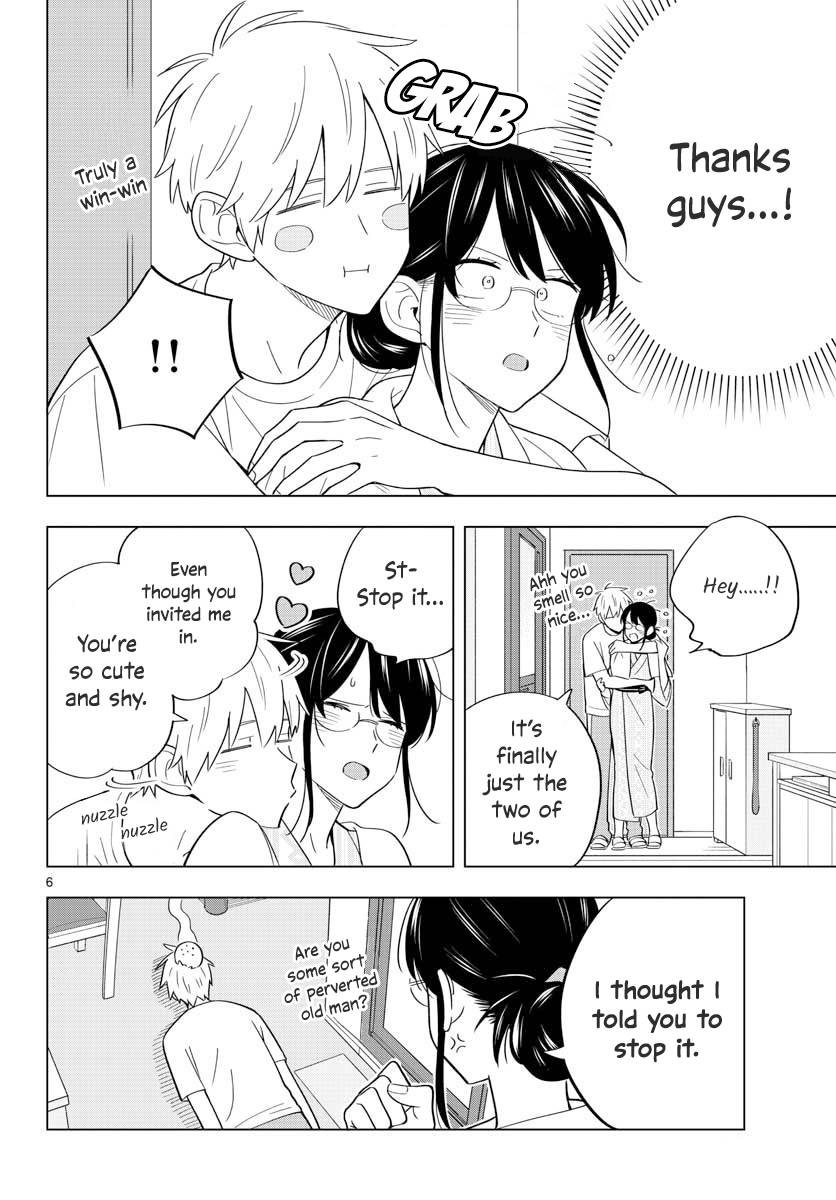 Thanks
guys...!
GRAB
Truly a
win-win
!!
Hey.....!!
Ahh you
smell so
nice...
It's
finally
just the
two of
us.
St-
Stop it...
Even
though you
invited me
in.
You're
so cute
and shy.
nuzzle
nuzzle
6
I thought I
told you to
stop it.
Are you
some sort
of perverted
old man?